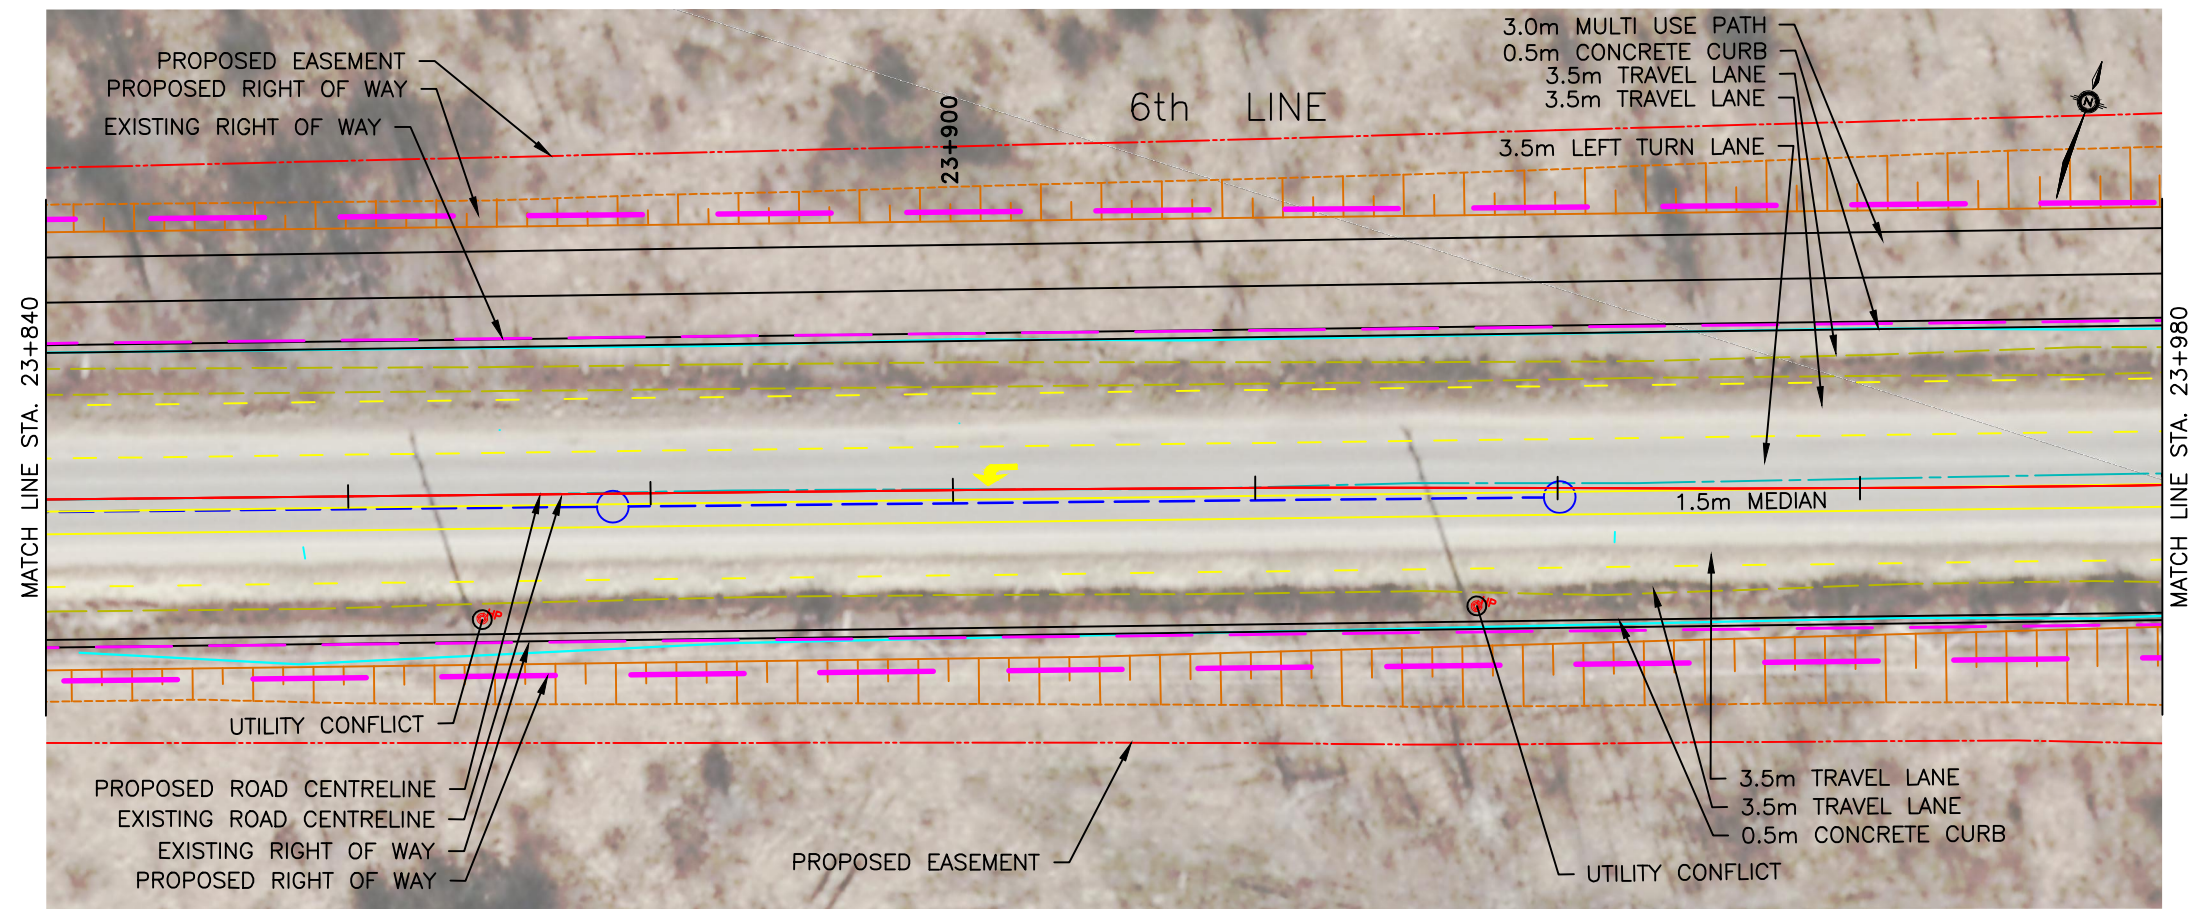 3.0m MULTI USE PATH
0.5m CONCRETE CURB
3.5m TRAVEL LANE
3.5m TRAVEL LANE
3.5m LEFT TURN LANE
PROPOSED EASEMENT
PROPOSED RIGHT OF WAY
EXISTING RIGHT OF WAY
6th LINE
23+900
N
MATCH LINE STA. 23+840
MATCH LINE STA. 23+980
1.5m MEDIAN
HP
HP
UTILITY CONFLICT
PROPOSED ROAD CENTRELINE
EXISTING ROAD CENTRELINE
EXISTING RIGHT OF WAY
PROPOSED RIGHT OF WAY
PROPOSED EASEMENT
3.5m TRAVEL LANE
3.5m TRAVEL LANE
0.5m CONCRETE CURB
UTILITY CONFLICT